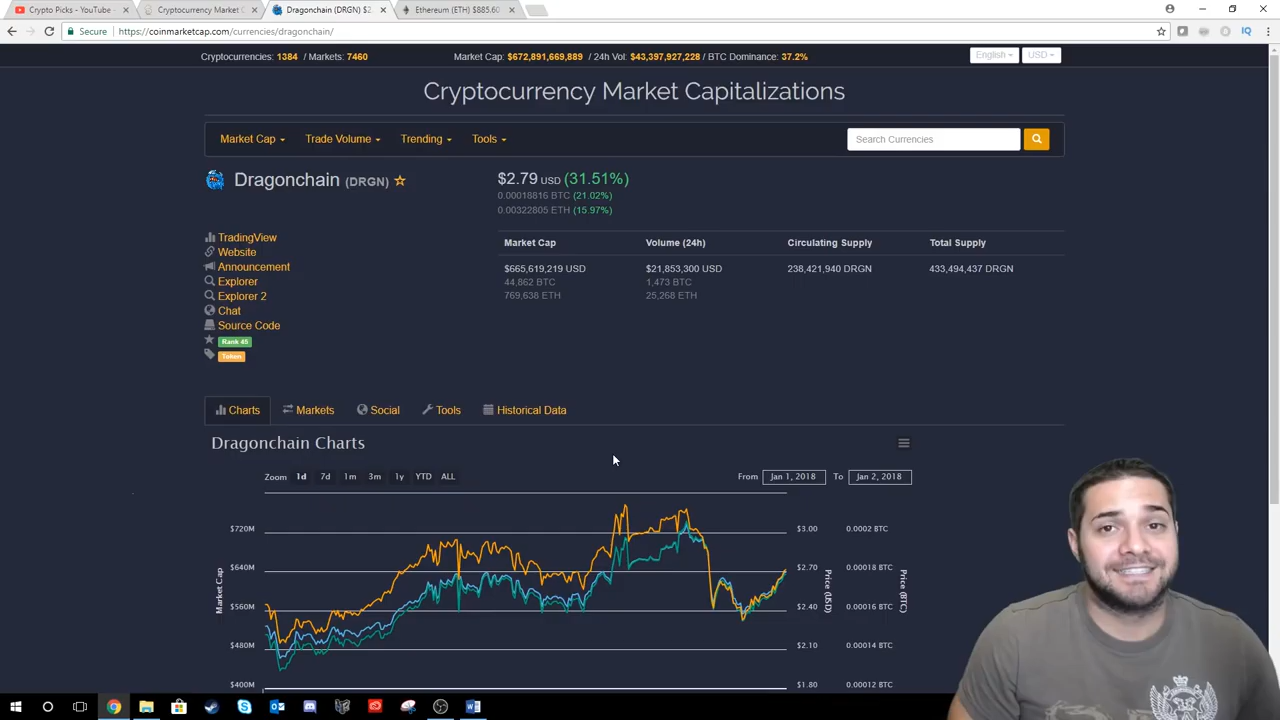 Crypto Picks - YouTube -
Cryptocurrency Market C
Dragonchain (DRGN) $2.
Ethereum (ETH) $885.60
Secure | https://coinmarketcap.com/currencies/dragonchain/
Cryptocurrencies: 1384 / Markets: 7460
Market Cap: $672,891,669,889 / 24h Vol: $43,397,927,228 / BTC Dominance: 37.2%
English
USD
Cryptocurrency Market Capitalizations
Market Cap
Trade Volume
Trending
Tools
Search Currencies
Dragonchain (DRGN)
$2.79 USD (31.51%)
0.00018816 BTC (21.02%)
0.00322805 ETH (15.97%)
TradingView
Website
Announcement
Explorer
Explorer 2
Chat
Source Code
Rank 45
Token
Market Cap Volume (24h) Circulating Supply Total Supply
$665,619,219 USD $21,853,300 USD 238,421,940 DRGN 433,494,437 DRGN
44,862 BTC 1,473 BTC
769,638 ETH 25,268 ETH
Charts
Markets
Social
Tools
Historical Data
Dragonchain Charts
Zoom 1d 7d 1m 3m 1y YTD ALL
From Jan 1, 2018 To Jan 2, 2018
$720M $3.00 0.0002 BTC
$640M $2.70 0.00018 BTC
$560M $2.40 0.00016 BTC
$480M $2.10 0.00014 BTC
$400M $1.80 0.00012 BTC
Market Cap
Price (USD)
Price (BTC)